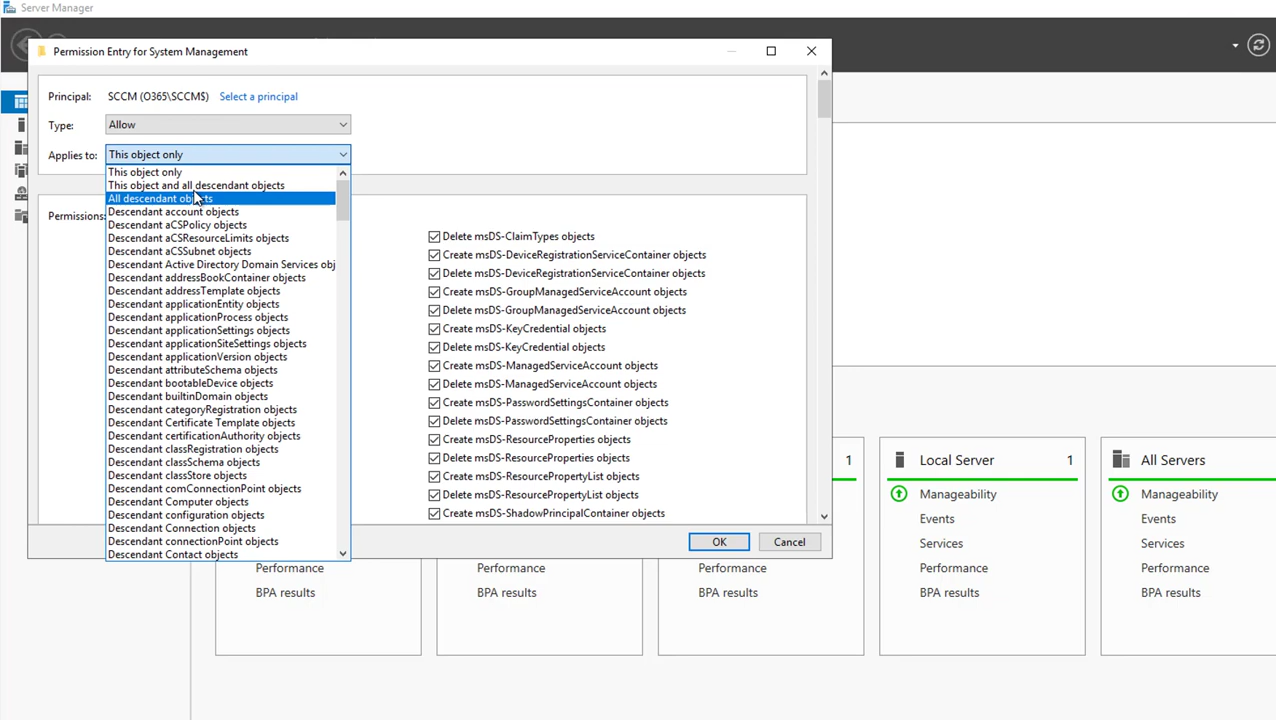 Server Manager
Permission Entry for System Management
Principal: SCCM (O365\SCCM$) Select a principal
Type: Allow
Applies to: This object only
This object only
This object and all descendant objects
All descendant objects
Descendant account objects
Descendant aCSPolicy objects
Descendant aCSResourceLimits objects
Descendant aCSSubnet objects
Descendant Active Directory Domain Services obj
Descendant addressBookContainer objects
Descendant addressTemplate objects
Descendant applicationEntity objects
Descendant applicationProcess objects
Descendant applicationSettings objects
Descendant applicationSiteSettings objects
Descendant applicationVersion objects
Descendant attributeSchema objects
Descendant bootableDevice objects
Descendant builtinDomain objects
Descendant categoryRegistration objects
Descendant Certificate Template objects
Descendant certificationAuthority objects
Descendant classRegistration objects
Descendant classSchema objects
Descendant classStore objects
Descendant comConnectionPoint objects
Descendant Computer objects
Descendant configuration objects
Descendant Connection objects
Descendant connectionPoint objects
Descendant Contact objects
Permissions:
Delete msDS-ClaimTypes objects
Create msDS-DeviceRegistrationServiceContainer objects
Delete msDS-DeviceRegistrationServiceContainer objects
Create msDS-GroupManagedServiceAccount objects
Delete msDS-GroupManagedServiceAccount objects
Create msDS-KeyCredential objects
Delete msDS-KeyCredential objects
Create msDS-ManagedServiceAccount objects
Delete msDS-ManagedServiceAccount objects
Create msDS-PasswordSettingsContainer objects
Delete msDS-PasswordSettingsContainer objects
Create msDS-ResourceProperties objects
Delete msDS-ResourceProperties objects
Create msDS-ResourcePropertyList objects
Delete msDS-ResourcePropertyList objects
Create msDS-ShadowPrincipalContainer objects
OK Cancel
Performance
BPA results
Performance
BPA results
1
Performance
BPA results
Local Server 1
Manageability
Events
Services
Performance
BPA results
All Servers
Manageability
Events
Services
Performance
BPA results